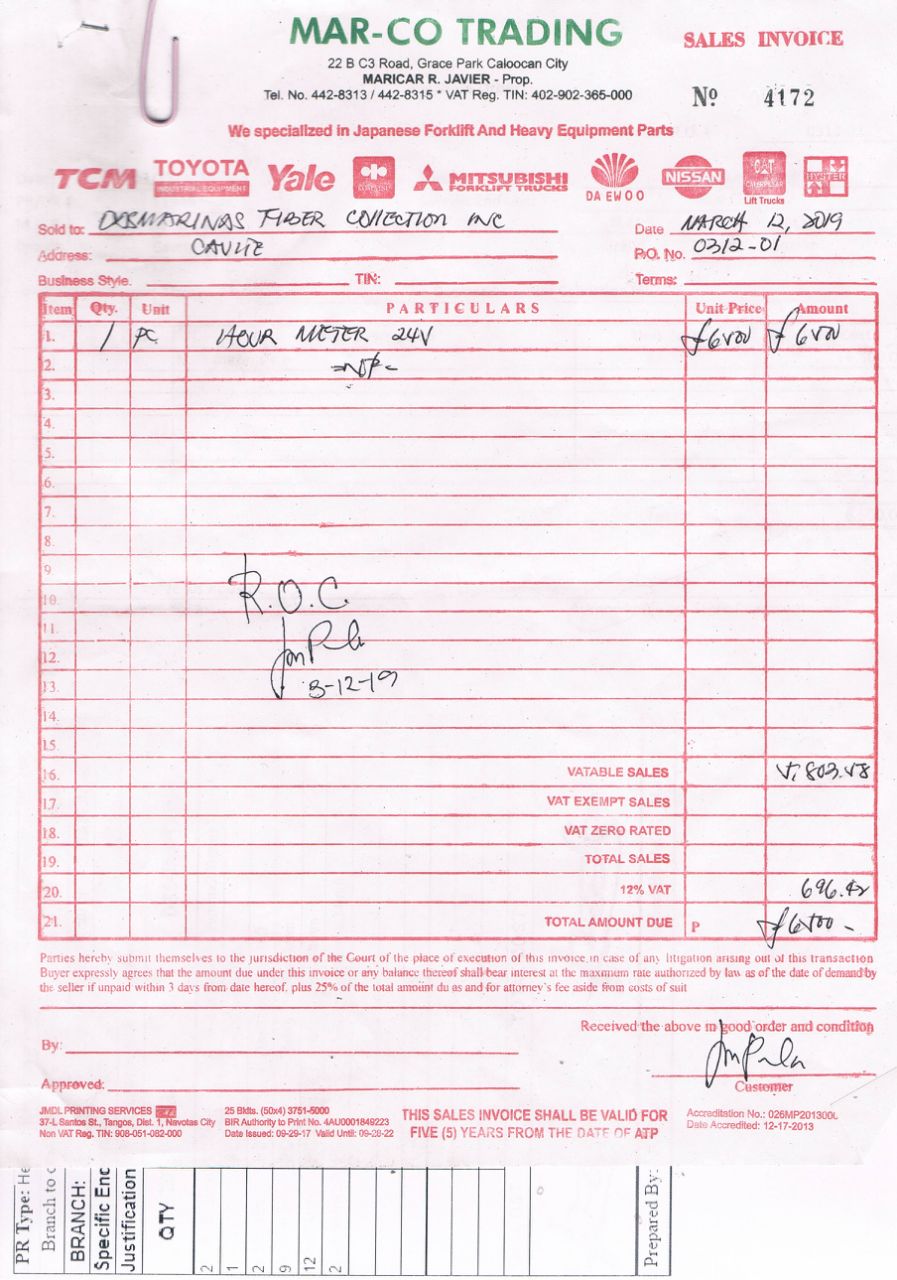 MAR-CO TRADING
SALES INVOICE
22 B C3 Road, Grace Park Caloocan City
MARICAR R. JAVIER - Prop.
Tel. No. 442-8313 / 442-8315 * VAT Reg. TIN: 402-902-365-000
Nº 4172
We specialized in Japanese Forklift And Heavy Equipment Parts
TCM TOYOTA INDUSTRIAL EQUIPMENT Yale KOMATSU MITSUBISHI FORKLIFT TRUCKS DAEWOO NISSAN CAT CATERPILLAR Lift Trucks HYSTER
Sold to: DASMARINAS FIBER COLLECTION INC Date MARCH 12, 2019
Address: CAVITE P.O. No. 0312-01
Business Style. TIN: Terms:
Item Qty. Unit PARTICULARS Unit Price Amount
1. 1 PC HOUR METER 24V ₱6500 ₱6500
2.
3.
4.
5.
6.
7.
8.
9
10. R.O.C.
11.
12.
13. 3-12-19
14.
15.
16. VATABLE SALES 5,803.58
17. VAT EXEMPT SALES
18. VAT ZERO RATED
19. TOTAL SALES
20. 12% VAT 696.42
21. TOTAL AMOUNT DUE P ₱6500-
Parties hereby submit themselves to the jurisdiction of the Court of the place of execution of this invoice,in case of any litigation arising out of this transaction
Buyer expressly agrees that the amount due under this invoice or any balance thereof shall bear interest at the maximum rate authorized by law as of the date of demand by
the seller if unpaid within 3 days from date hereof. plus 25% of the total amount du as and for attorney's fee aside from costs of suit
Received the above in good order and condition
By:
Approved:
Customer
JMDL PRINTING SERVICES
37-L Santos St., Tangos, Dist. 1, Navotas City
Non VAT Reg. TIN: 908-051-082-000
25 Bklts. (50x4) 3751-5000
BIR Authority to Print No. 4AU0001849223
Date Issued: 09-29-17 Valid Until: 09-28-22
THIS SALES INVOICE SHALL BE VALID FOR
FIVE (5) YEARS FROM THE DATE OF ATP
Accreditation No.: 026MP2013000
Date Accredited: 12-17-2013
PR Type: He
Branch to c
BRANCH:
Specific Enc
Justification
QTY
2
1
2
9
12
2
Prepared By: